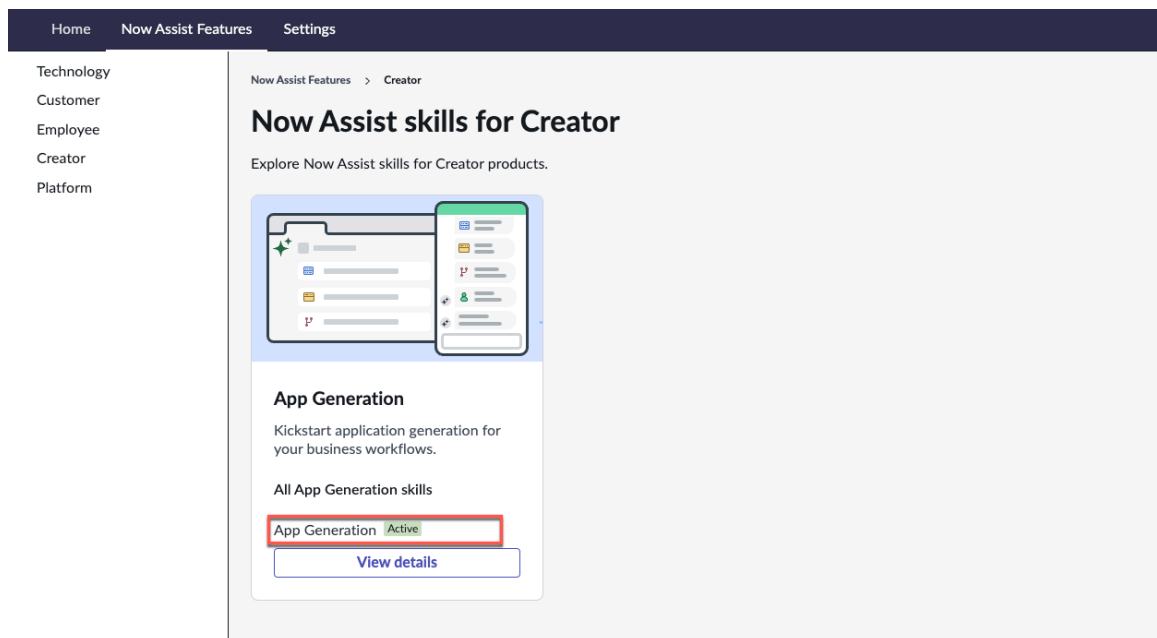 Home Now Assist Features Settings
Technology
Customer
Employee
Creator
Platform
Now Assist Features > Creator
Now Assist skills for Creator
Explore Now Assist skills for Creator products.
App Generation
Kickstart application generation for
your business workflows.
All App Generation skills
App Generation Active
View details